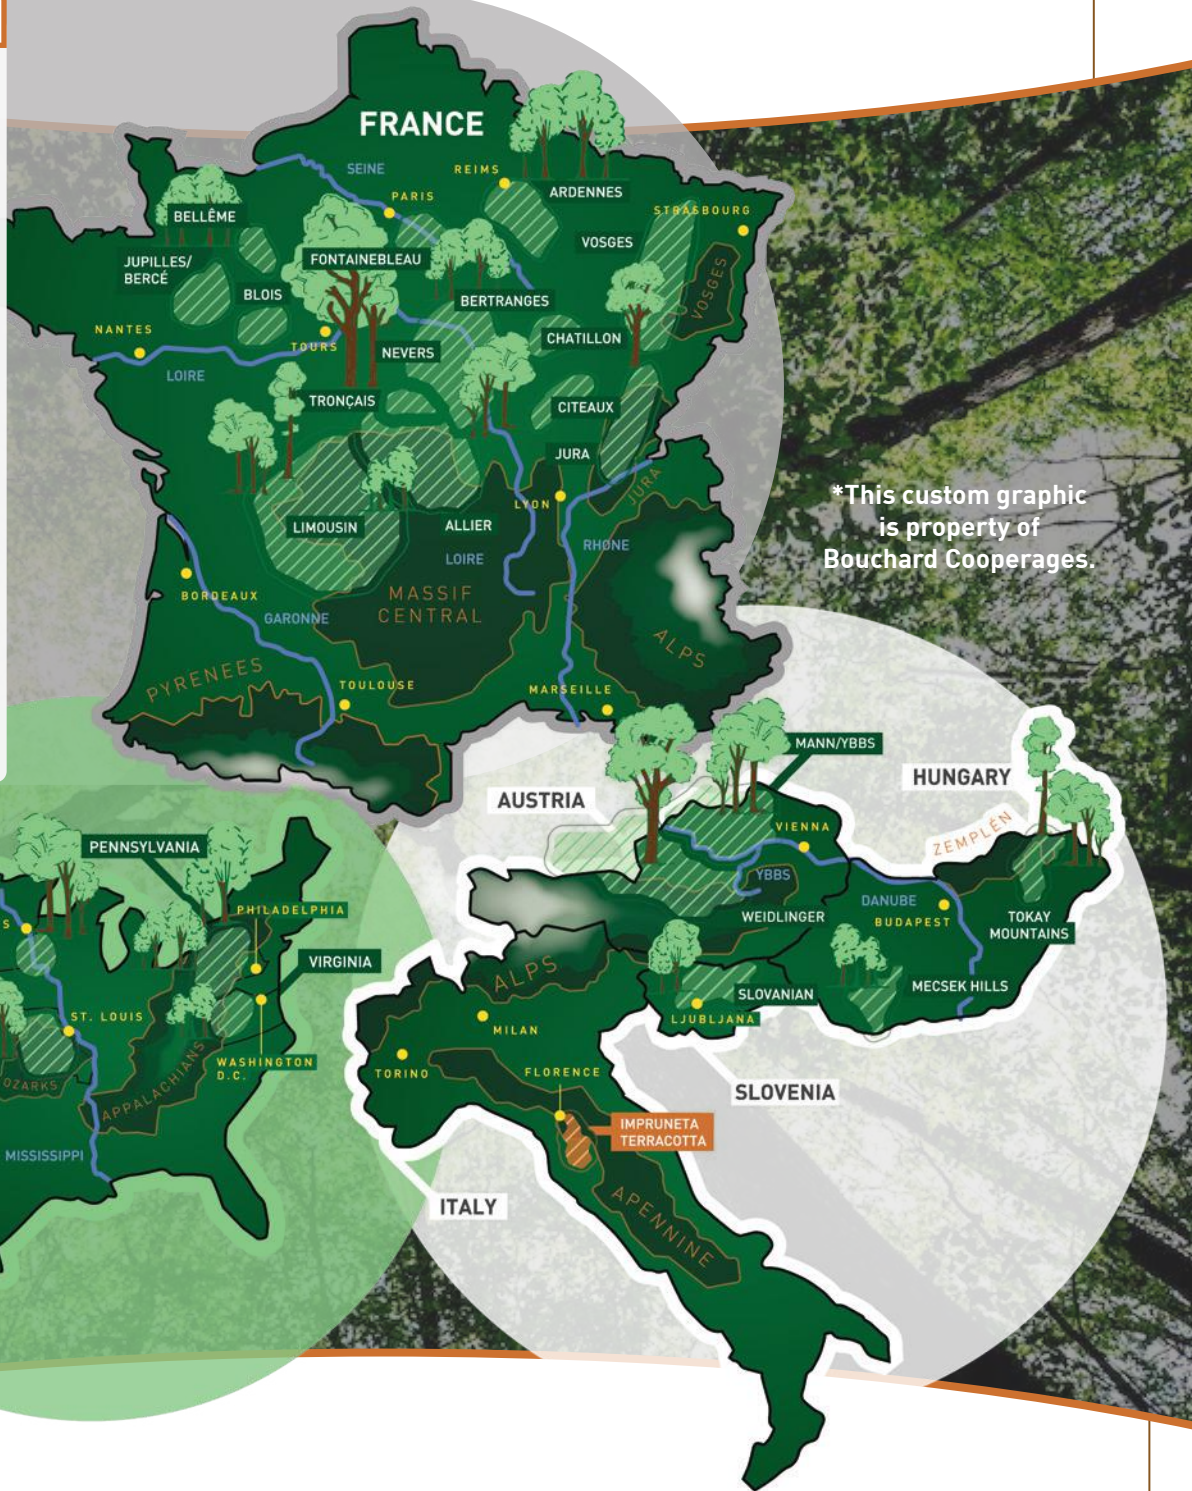 FRANCE
SEINE
REIMS
PARIS
ARDENNES
BELLÊME
STRASBOURG
VOSGES
JUPILLES/
BERCÉ
FONTAINEBLEAU
VOSGES
BLOIS
BERTRANGES
NANTES
TOURS
NEVERS
CHATILLON
LOIRE
TRONÇAIS
CITEAUX
JURA
JURA
LYON
LIMOUSIN
ALLIER
LOIRE
RHØNE
BORDEAUX
GARONNE
MASSIF
CENTRAL
ALPS
PYRENEES
TOULOUSE
MARSEILLE
*This custom graphic
is property of
Bouchard Cooperages.
MANN/YBBS
AUSTRIA
HUNGARY
VIENNA
ZEMPLÉN
YBBS
DANUBE
WEIDLINGER
BUDAPEST
TOKAY
MOUNTAINS
ALPS
SLOVANIAN
MECSEK HILLS
LJUBLJANA
MILAN
TORINO
FLORENCE
SLOVENIA
IMPRUNETA
TERRACOTTA
APENNINE
ITALY
PENNSYLVANIA
PHILADELPHIA
S
VIRGINIA
ST. LOUIS
WASHINGTON
D.C.
OZARKS
APPALACHIANS
MISSISSIPPI